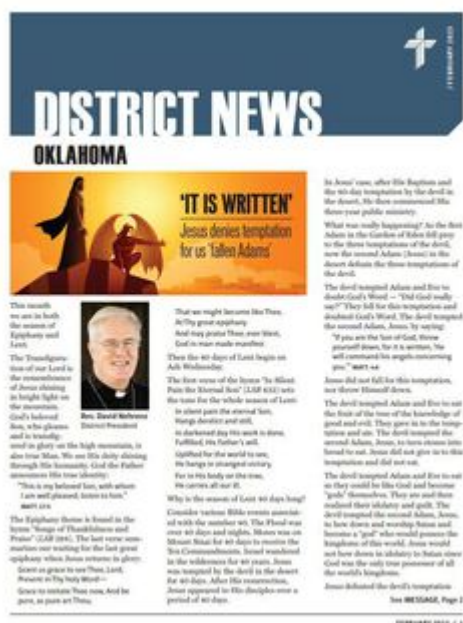 FEBRUARY 2023
DISTRICT NEWS
OKLAHOMA
'IT IS WRITTEN'
Jesus denies temptation
for us 'fallen Adams'
This month
we are in both
the season of
Epiphany and
Lent.
The Transfigura-
tion of our Lord is
the remembrance
of Jesus shining
in bright light on
the mountain.
God's beloved
Son, who gleams
and is transfig-
ured in glory on the high mountain, is
also true Man. We see His deity shining
through His humanity. God the Father
announces His true identity:
"This is my beloved Son, with whom
I am well pleased; listen to him."
MATT. 17:5
The Epiphany theme is found in the
hymn "Songs of Thankfulness and
Praise" (LSB 394). The last verse sum-
marizes our waiting for the last great
epiphany when Jesus returns in glory:
Grant us grace to see Thee, Lord,
Present in Thy holy Word—
Grace to imitate Thee now, And be
pure, as pure art Thou;
Rev. David Nehrenz
District President
That we might become like Thee,
At Thy great epiphany
And may praise Thee, ever blest,
God in man made manifest
Then the 40 days of Lent begin on
Ash Wednesday.
The first verse of the hymn "In Silent
Pain the Eternal Son" (LSB 432) sets
the tone for the whole season of Lent:
In silent pain the eternal Son,
Hangs derelict and still;
In darkened day His work is done,
Fulfilled, His Father's will.
Uplifted for the world to see,
He hangs in strangest victory,
For in His body on the tree,
He carries all our ill.
Why is the season of Lent 40 days long?
Consider various Bible events associat-
ed with the number 40. The Flood was
over 40 days and nights. Moses was on
Mount Sinai for 40 days to receive the
Ten Commandments. Israel wandered
in the wilderness for 40 years. Jesus
was tempted by the devil in the desert
for 40 days. After His resurrection,
Jesus appeared to His disciples over a
period of 40 days.
In Jesus' case, after His Baptism and
the 40-day temptation by the devil in
the desert, He then commenced His
three-year public ministry.
What was really happening? As the first
Adam in the Garden of Eden fell prey
to the three temptations of the devil,
now the second Adam (Jesus) in the
desert defeats the three temptations of
the devil.
The devil tempted Adam and Eve to
doubt God's Word — "Did God really
say?" They fell for this temptation and
doubted God's Word. The devil tempted
the second Adam, Jesus, by saying:
"If you are the Son of God, throw
yourself down, for it is written, 'He
will command his angels concerning
you.'" MATT. 4:6
Jesus did not fall for this temptation,
nor throw Himself down.
The devil tempted Adam and Eve to eat
the fruit of the tree of the knowledge of
good and evil. They gave in to the temp-
tation and ate. The devil tempted the
second Adam, Jesus, to turn stones into
bread to eat. Jesus did not give in to this
temptation and did not eat.
The devil tempted Adam and Eve to eat
so they could be like God and become
"gods" themselves. They ate and then
realized their idolatry and guilt. The
devil tempted the second Adam, Jesus,
to bow down and worship Satan and
become a "god" who would possess the
kingdoms of this world. Jesus would
not bow down in idolatry to Satan since
God was the only true possessor of all
the world's kingdoms.
Jesus defeated the devil's temptation
See MESSAGE, Page 2